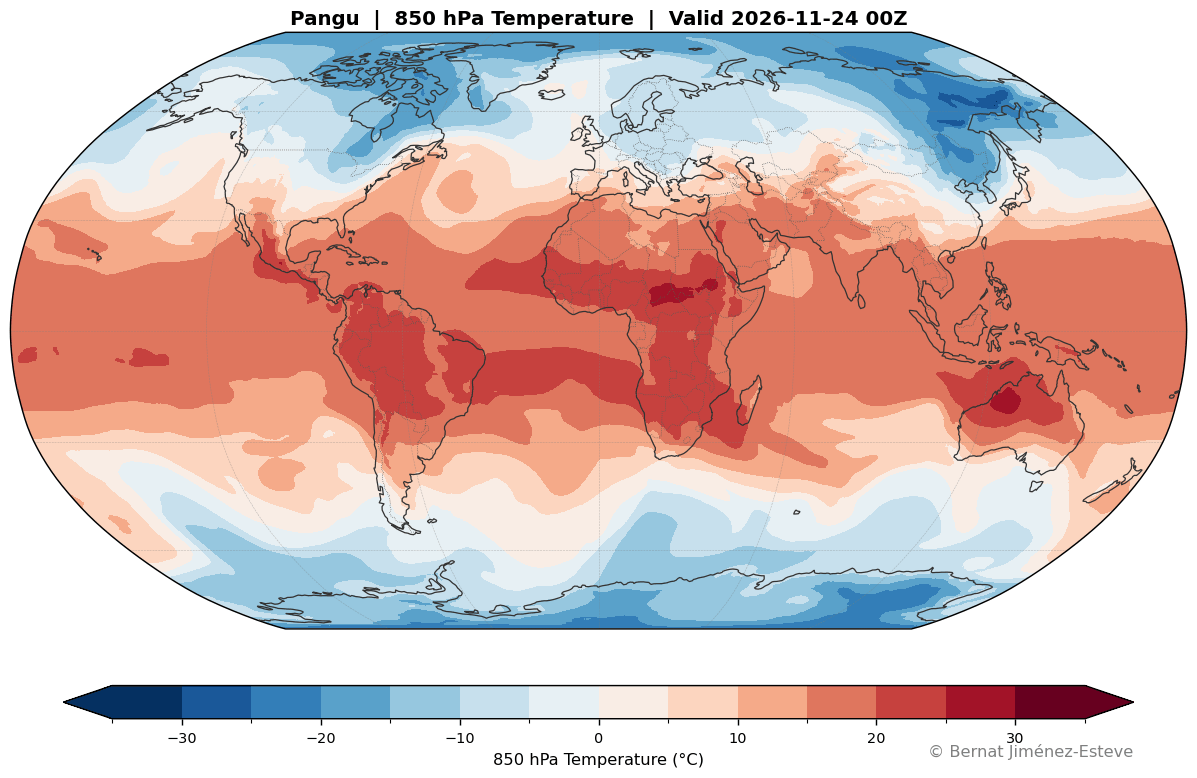 Pangu  |  850 hPa Temperature  |  Valid 2026-11-24 00Z
−30 −20 −10 0 10 20 30
850 hPa Temperature (°C)
© Bernat Jiménez-Esteve